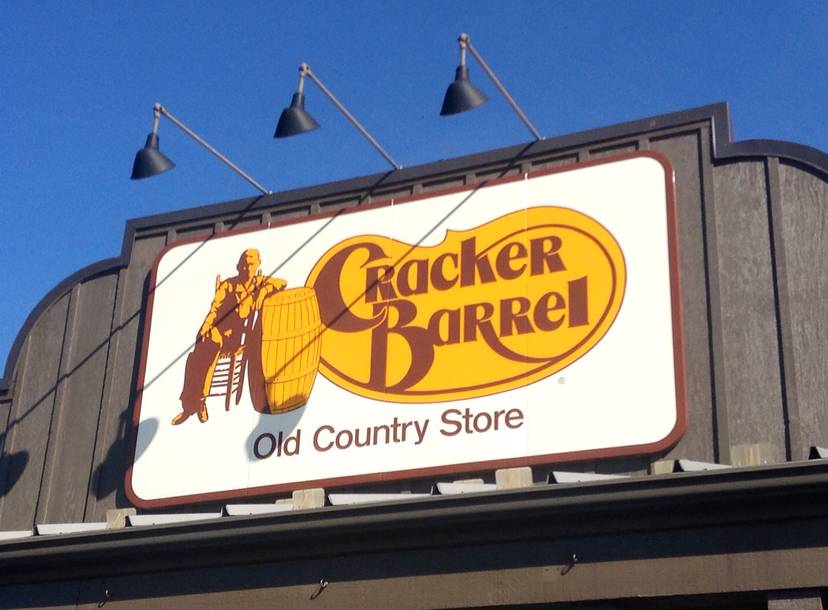 Cracker
Barrel
®
Old Country Store